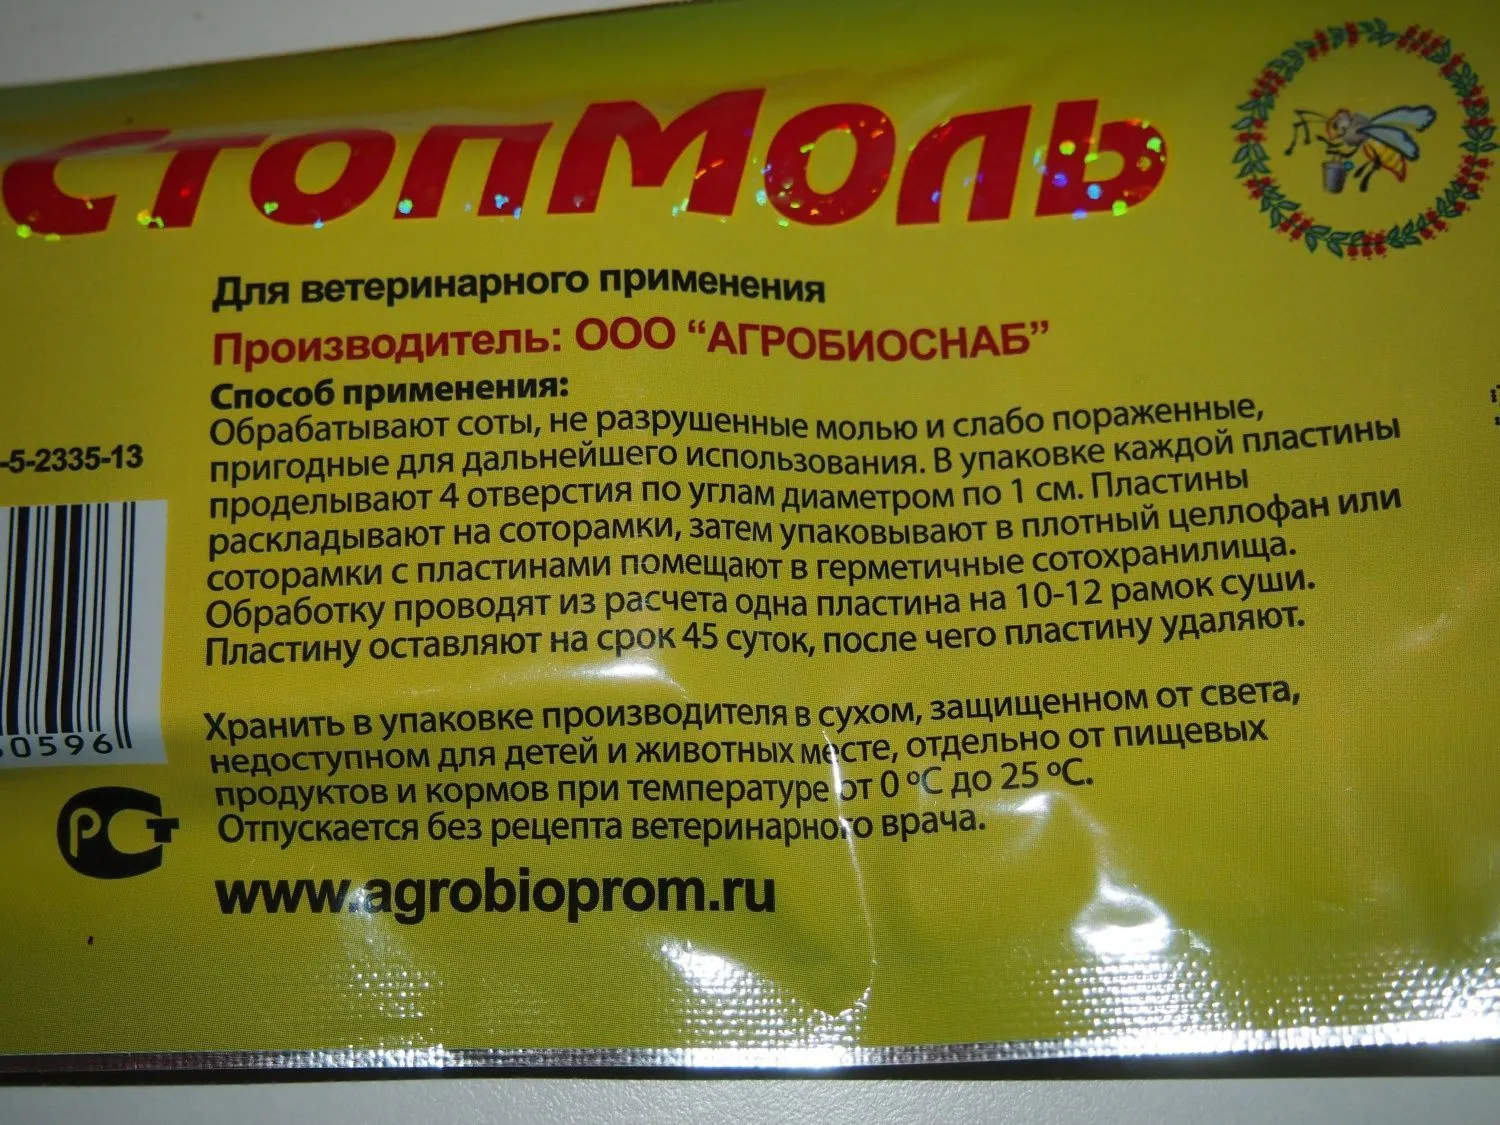 СтопМоль
Для ветеринарного применения
Производитель: ООО “АГРОБИОСНАБ”
Способ применения:
Обрабатывают соты, не разрушенные молью и слабо пораженные,
пригодные для дальнейшего использования. В упаковке каждой пластины
проделывают 4 отверстия по углам диаметром по 1 см. Пластины
раскладывают на соторамки, затем упаковывают в плотный целлофан или
соторамки с пластинами помещают в герметичные сотохранилища.
Обработку проводят из расчета одна пластина на 10-12 рамок суши.
Пластину оставляют на срок 45 суток, после чего пластину удаляют.
-5-2335-13
Хранить в упаковке производителя в сухом, защищенном от света,
недоступном для детей и животных месте, отдельно от пищевых
продуктов и кормов при температуре от 0 ºС до 25 ºС.
Отпускается без рецепта ветеринарного врача.
0596
РСТ
www.agrobioprom.ru